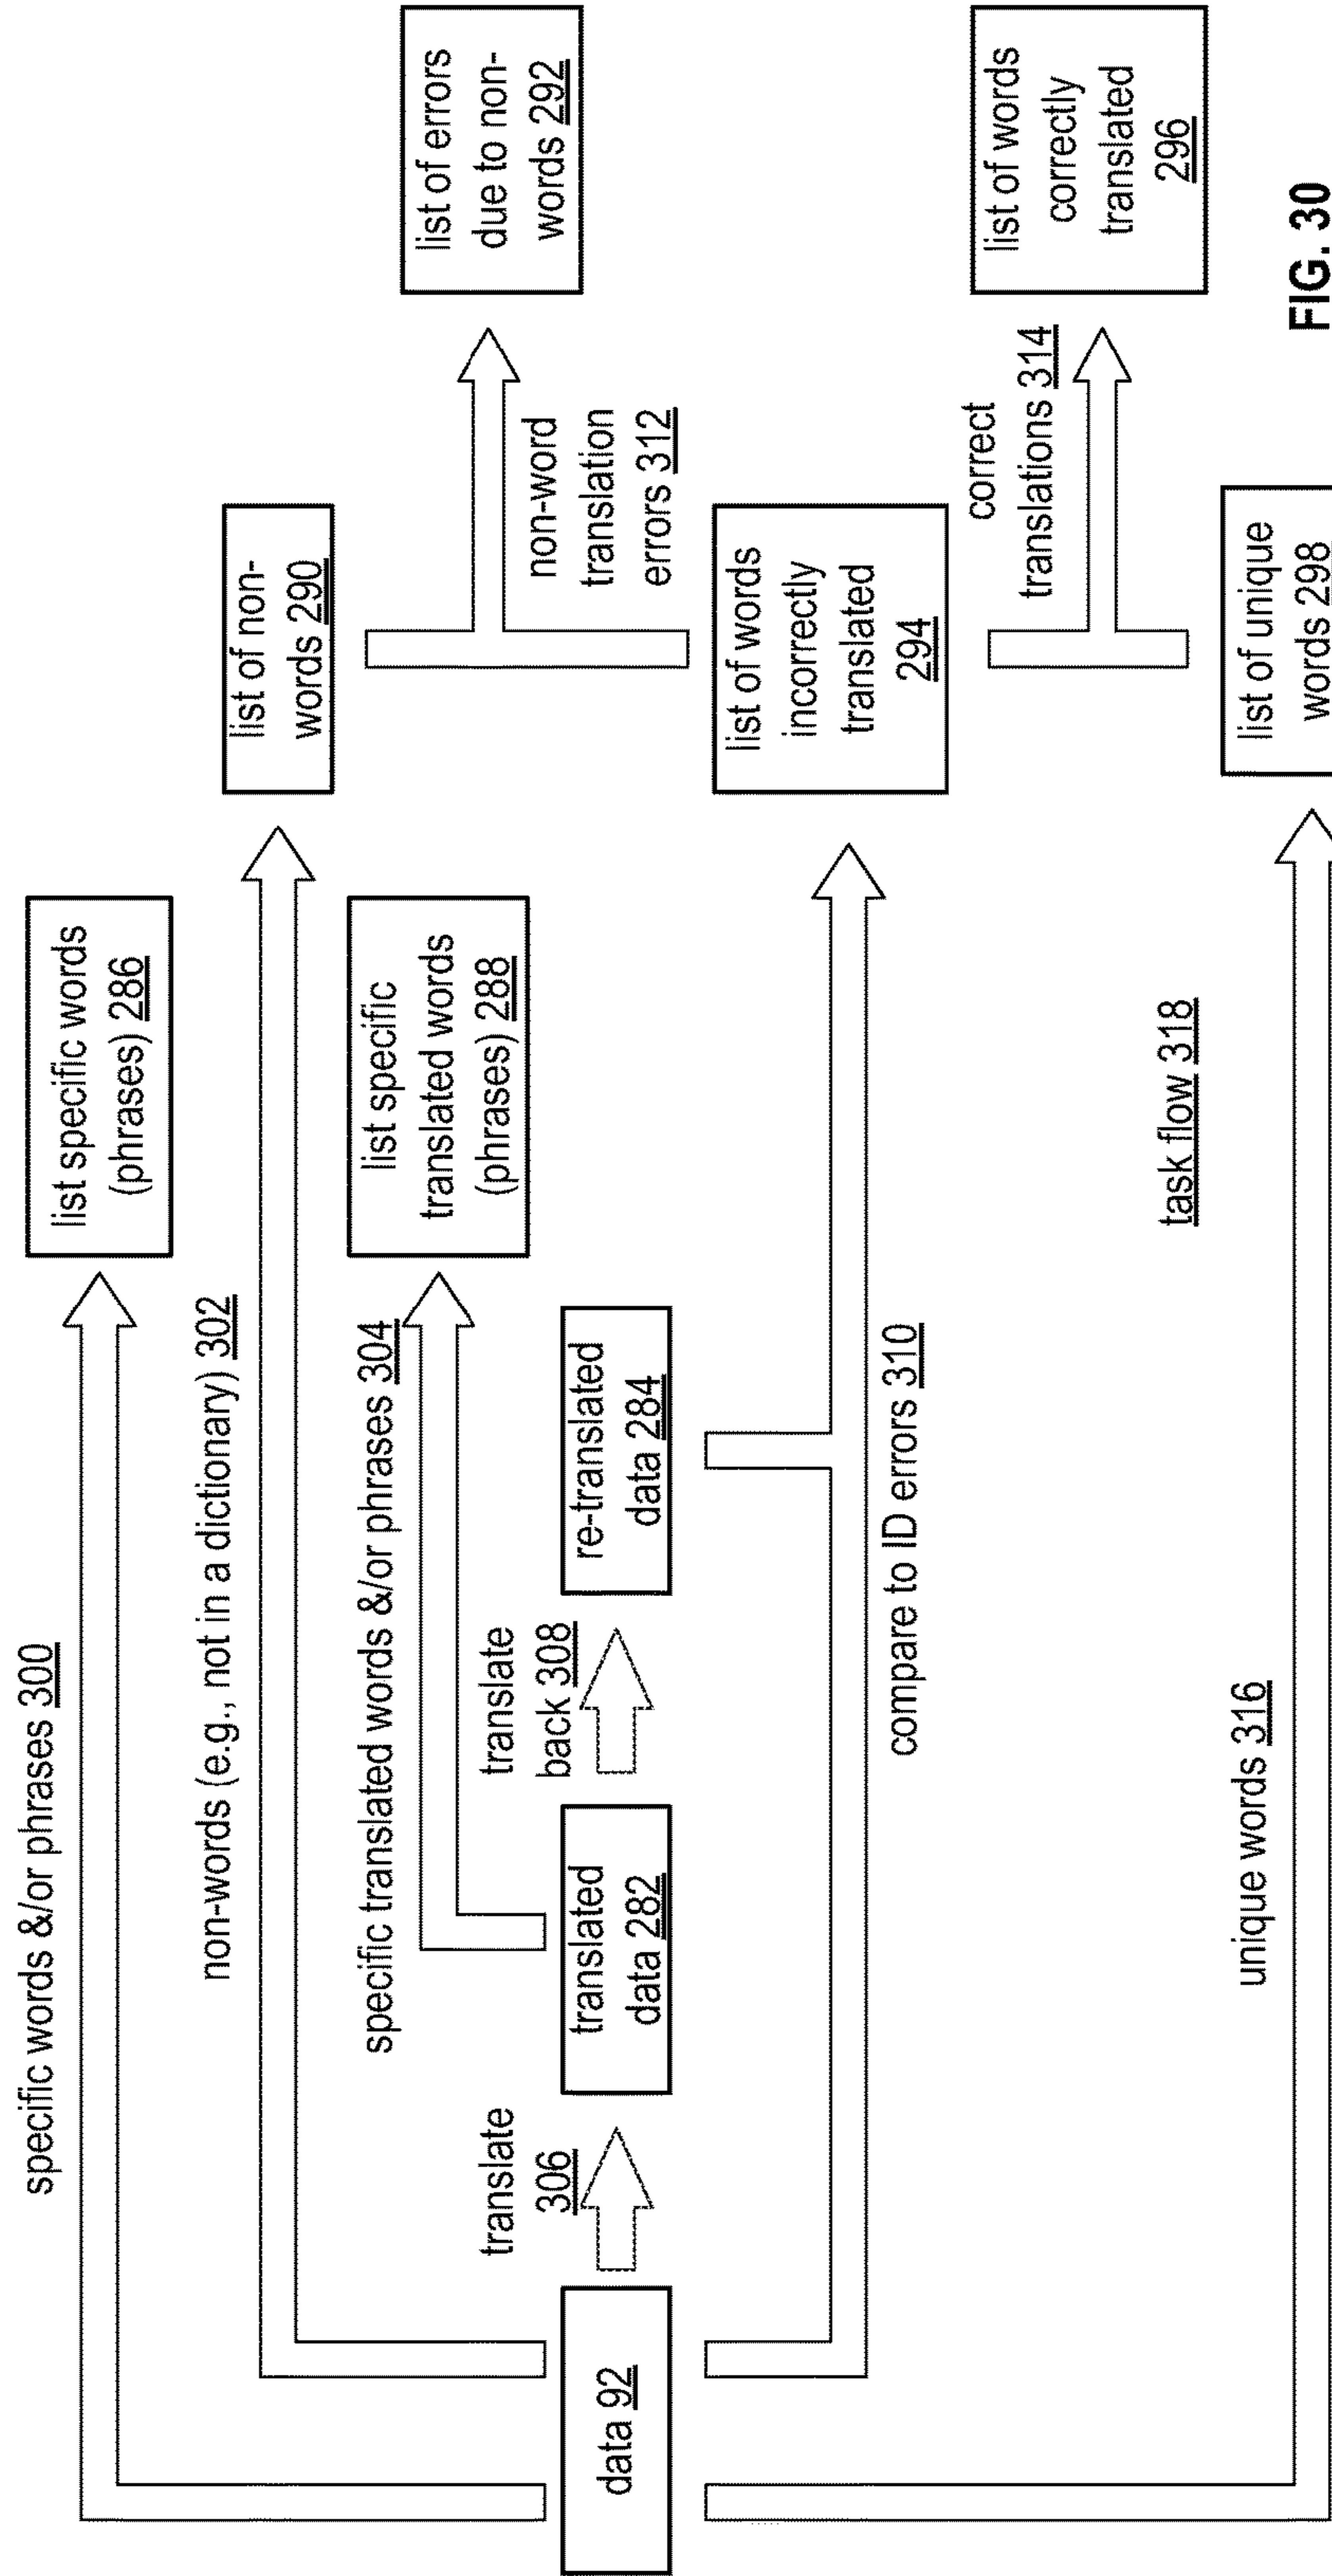 specific words &/or phrases 300
list specific words
(phrases) 286
non-words (e.g., not in a dictionary) 302
list of non-
words 290
specific translated words &/or phrases 304
list specific
translated words
(phrases) 288
list of errors
due to non-
words 292
non-word
translation
errors 312
data 92
translate
306
translated
data 282
translate
back 308
re-translated
data 284
compare to ID errors 310
list of words
incorrectly
translated
294
correct
translations 314
list of words
correctly
translated
296
task flow 318
unique words 316
list of unique
words 298
FIG. 30